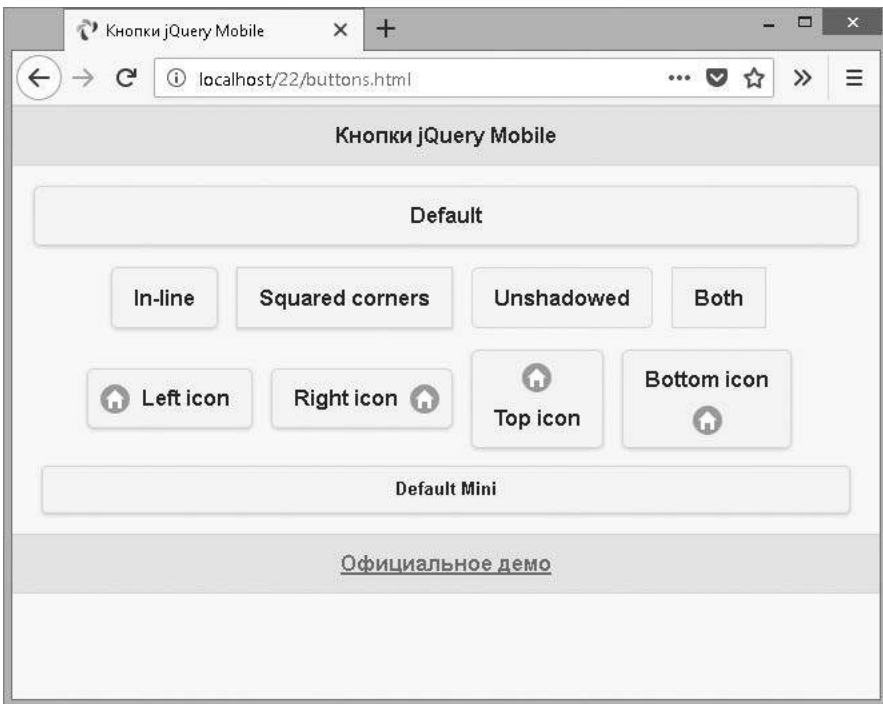 Кнопки jQuery Mobile
localhost/22/buttons.html
Кнопки jQuery Mobile
Default
In-line Squared corners Unshadowed Both
Left icon Right icon Top icon Bottom icon
Default Mini
Официальное демо